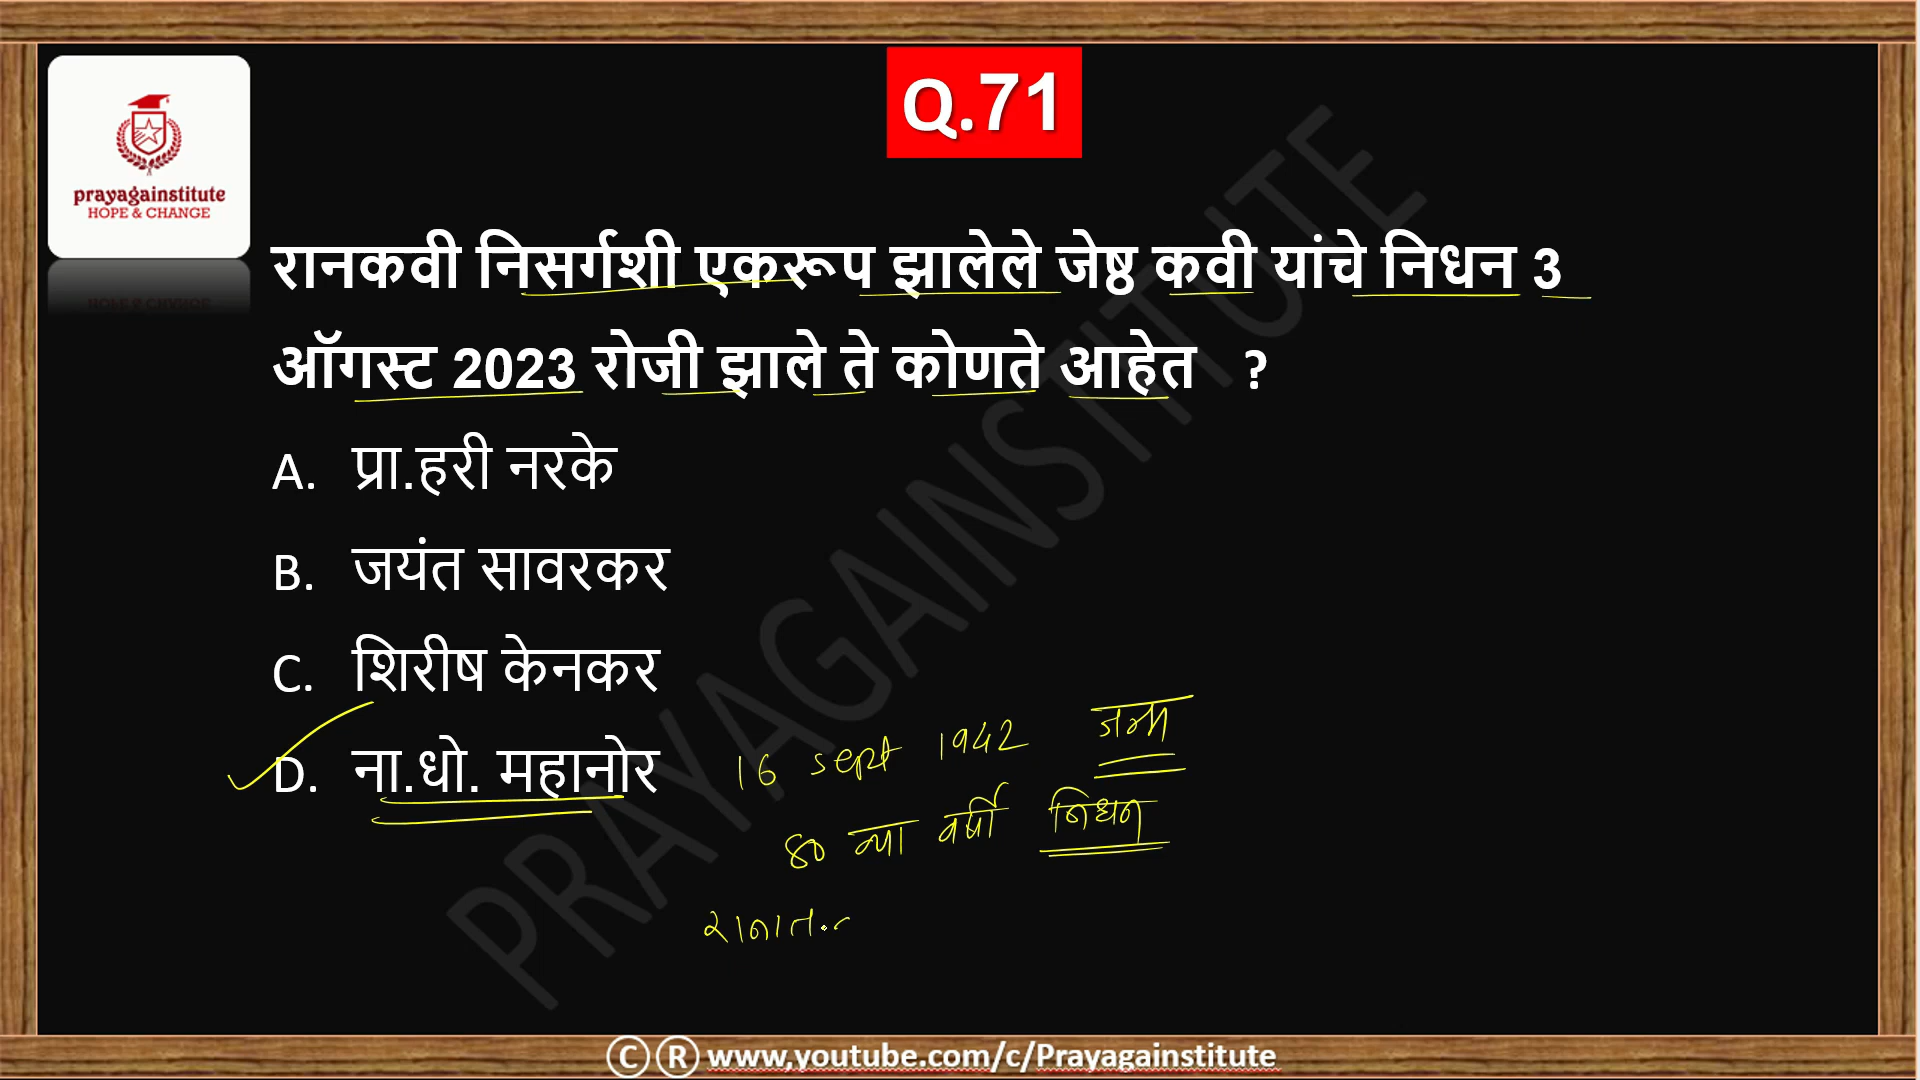 Q.71
prayagainstitute
HOPE & CHANGE
रानकवी निसर्गशी एकरूप झालेले जेष्ठ कवी यांचे निधन 3
ऑगस्ट 2023 रोजी झाले ते कोणते आहेत ?
A. प्रा.हरी नरके
B. जयंत सावरकर
C. शिरीष केनकर
D. ना.धो. महानोर
16 sept 1942 जन्म
80 व्या वर्षी निधन
रानात..
PRAYAGAINSTITUTE
© ® www.youtube.com/c/Prayagainstitute